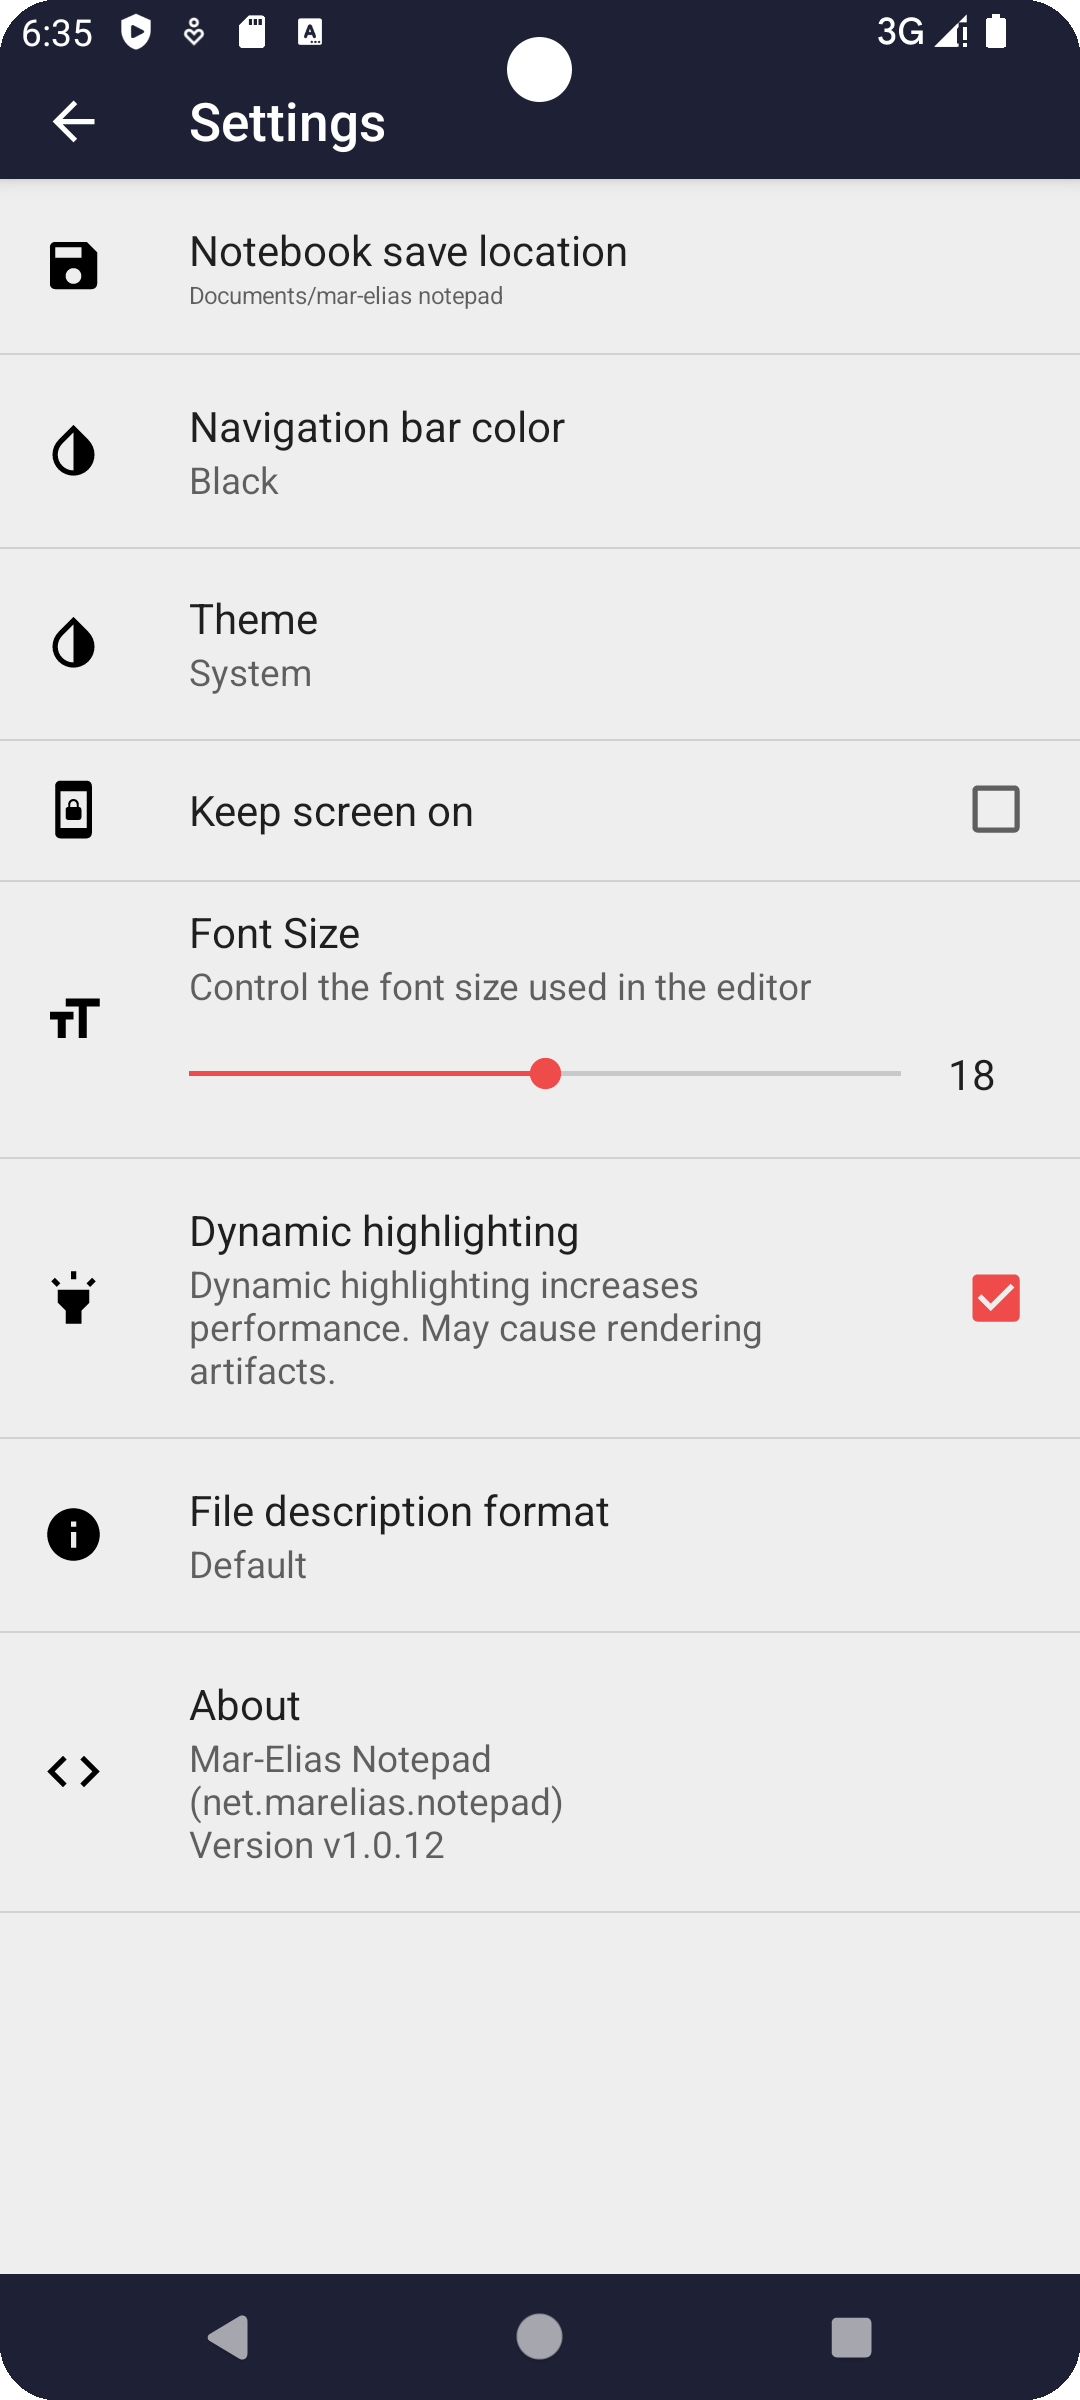 6:35
3G
Settings
Notebook save location
Documents/mar-elias notepad
Navigation bar color
Black
Theme
System
Keep screen on
Font Size
Control the font size used in the editor
18
Dynamic highlighting
Dynamic highlighting increases
performance. May cause rendering
artifacts.
File description format
Default
About
Mar-Elias Notepad
(net.marelias.notepad)
Version v1.0.12